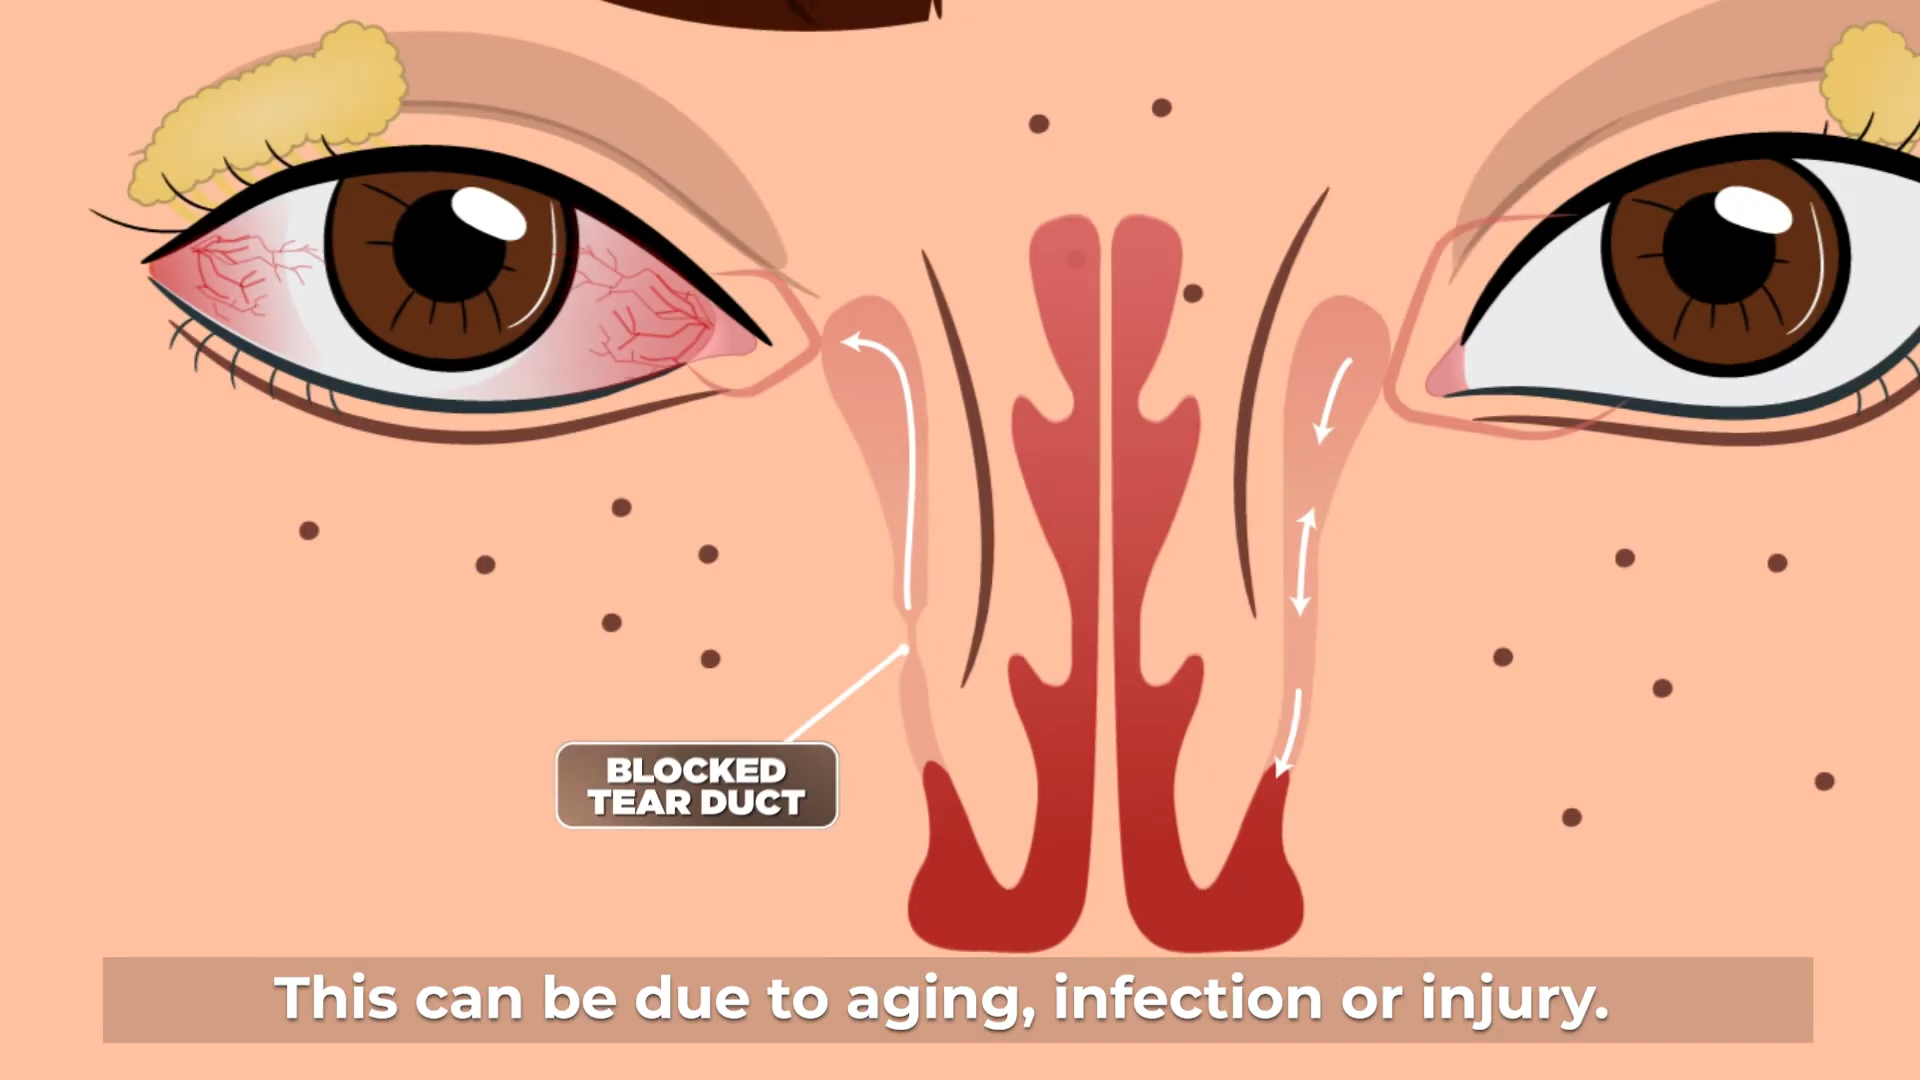 BLOCKED
TEAR DUCT
This can be due to aging, infection or injury.